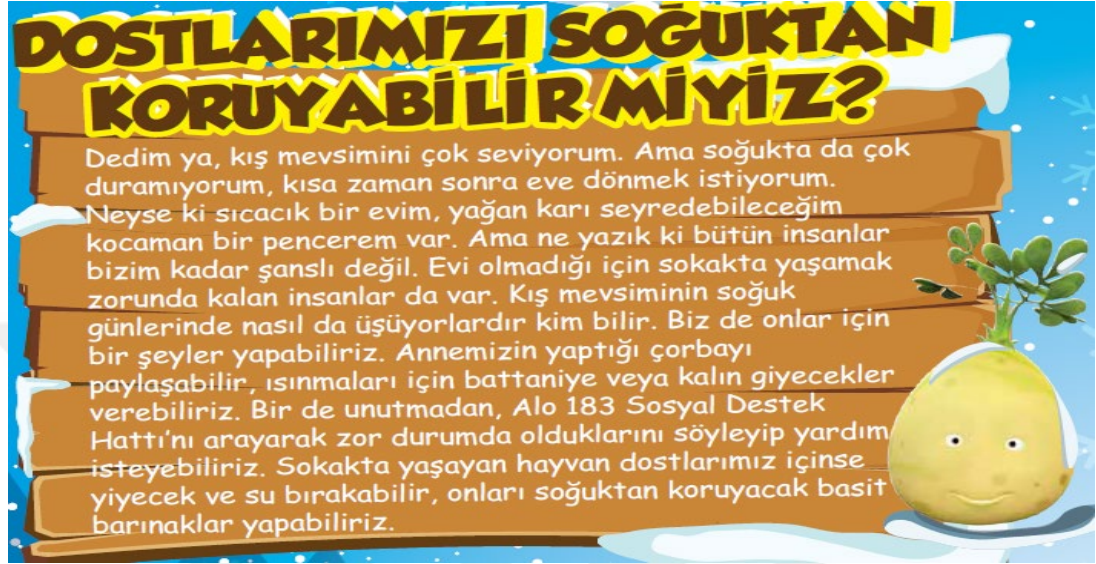 DOSTLARIMIZI SOĞUKTAN
KORUYABİLİR MİYİZ?
Dedim ya, kış mevsimini çok seviyorum. Ama soğukta da çok
duramıyorum, kısa zaman sonra eve dönmek istiyorum.
Neyse ki sıcacık bir evim, yağan karı seyredebileceğim
kocaman bir pencerem var. Ama ne yazık ki bütün insanlar
bizim kadar şanslı değil. Evi olmadığı için sokakta yaşamak
zorunda kalan insanlar da var. Kış mevsiminin soğuk
günlerinde nasıl da üşüyorlardır kim bilir. Biz de onlar için
bir şeyler yapabiliriz. Annemizin yaptığı çorbayı
paylaşabilir, ısınmaları için battaniye veya kalın giyecekler
verebiliriz. Bir de unutmadan, Alo 183 Sosyal Destek
Hattı’nı arayarak zor durumda olduklarını söyleyip yardım
isteyebiliriz. Sokakta yaşayan hayvan dostlarımız içinse
yiyecek ve su bırakabilir, onları soğuktan koruyacak basit
barınaklar yapabiliriz.